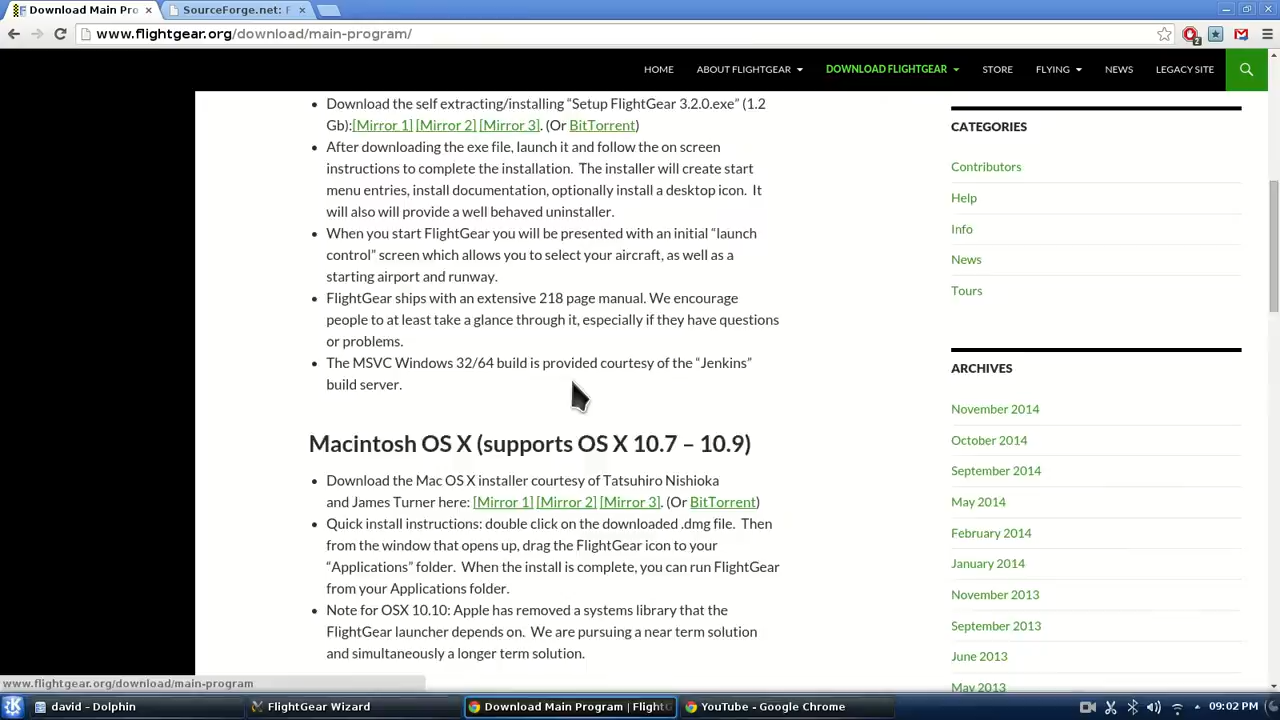 Download Main Pro
SourceForge.net: F
www.flightgear.org/download/main-program/
HOME
ABOUT FLIGHTGEAR
DOWNLOAD FLIGHTGEAR
STORE
FLYING
NEWS
LEGACY SITE
Download the self extracting/installing “Setup FlightGear 3.2.0.exe” (1.2
Gb):[Mirror 1] [Mirror 2] [Mirror 3]. (Or BitTorrent)
After downloading the exe file, launch it and follow the on screen
instructions to complete the installation.  The installer will create start
menu entries, install documentation, optionally install a desktop icon.  It
will also will provide a well behaved uninstaller.
When you start FlightGear you will be presented with an initial “launch
control” screen which allows you to select your aircraft, as well as a
starting airport and runway.
FlightGear ships with an extensive 218 page manual. We encourage
people to at least take a glance through it, especially if they have questions
or problems.
The MSVC Windows 32/64 build is provided courtesy of the “Jenkins”
build server.
Macintosh OS X (supports OS X 10.7 – 10.9)
Download the Mac OS X installer courtesy of Tatsuhiro Nishioka
and James Turner here: [Mirror 1] [Mirror 2] [Mirror 3]. (Or BitTorrent)
Quick install instructions: double click on the downloaded .dmg file.  Then
from the window that opens up, drag the FlightGear icon to your
“Applications” folder.  When the install is complete, you can run FlightGear
from your Applications folder.
Note for OSX 10.10: Apple has removed a systems library that the
FlightGear launcher depends on.  We are pursuing a near term solution
and simultaneously a longer term solution.
CATEGORIES
Contributors
Help
Info
News
Tours
ARCHIVES
November 2014
October 2014
September 2014
May 2014
February 2014
January 2014
November 2013
September 2013
June 2013
May 2013
www.flightgear.org/download/main-program
david - Dolphin
FlightGear Wizard
Download Main Program | FlightG
YouTube - Google Chrome
09:02 PM